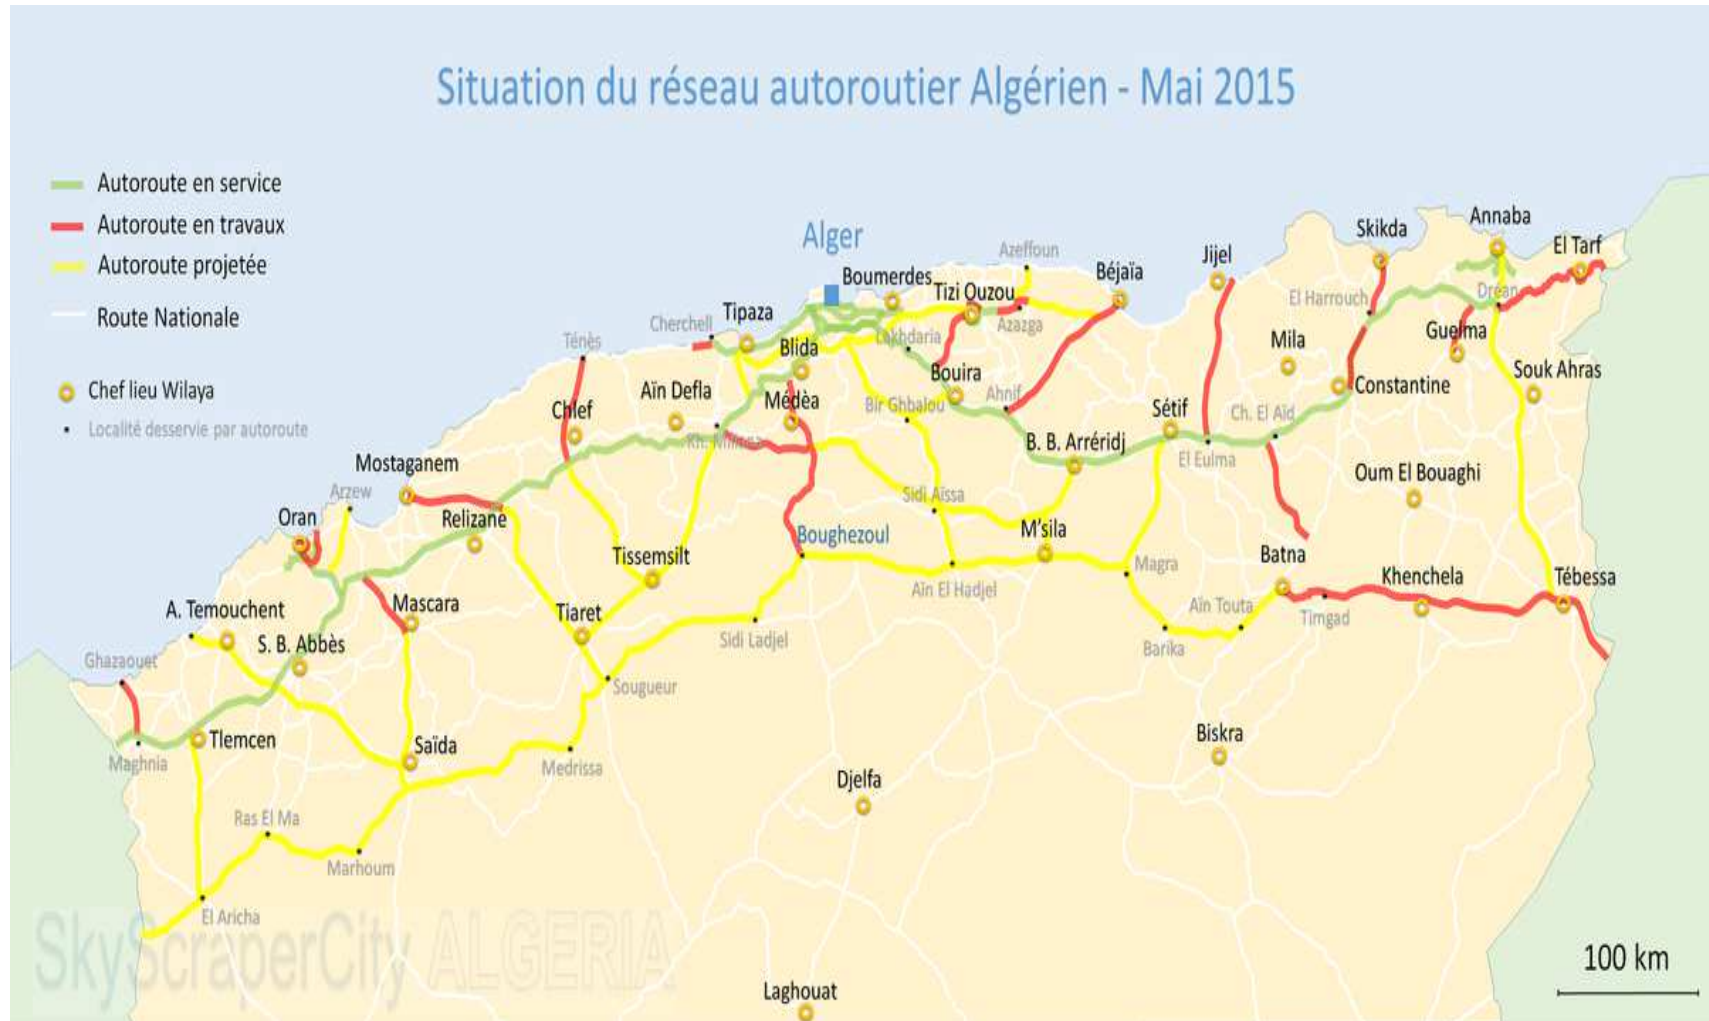 Situation du réseau autoroutier Algérien - Mai 2015
Autoroute en service
Autoroute en travaux
Autoroute projetée
Route Nationale
Chef lieu Wilaya
Localité desservie par autoroute
Alger
Boumerdes
Azeffoun
Tizi Ouzou
Azazga
Béjaïa
Jijel
Skikda
Annaba
El Tarf
El Harrouch
Dréan
Guelma
Mila
Constantine
Souk Ahras
Cherchell
Tipaza
Blida
Lakhdaria
Bouira
Ahnif
Bir Ghbalou
Ténès
Chlef
Aïn Defla
Médèa
Kh. Miliana
B. B. Arréridj
Sétif
Ch. El Aïd
El Eulma
Oum El Bouaghi
Mostaganem
Arzew
Oran
Relizane
Sidi Aïssa
M'sila
Boughezoul
Tissemsilt
Aïn El Hadjel
Magra
Batna
Khenchela
Tébessa
Timgad
Aïn Touta
Barika
A. Temouchent
S. B. Abbès
Mascara
Tiaret
Sidi Ladjel
Sougueur
Ghazaouet
Maghnia
Tlemcen
Saïda
Medrissa
Biskra
Djelfa
Ras El Ma
Marhoum
El Aricha
SkyScraperCity ALGERIA
Laghouat
100 km